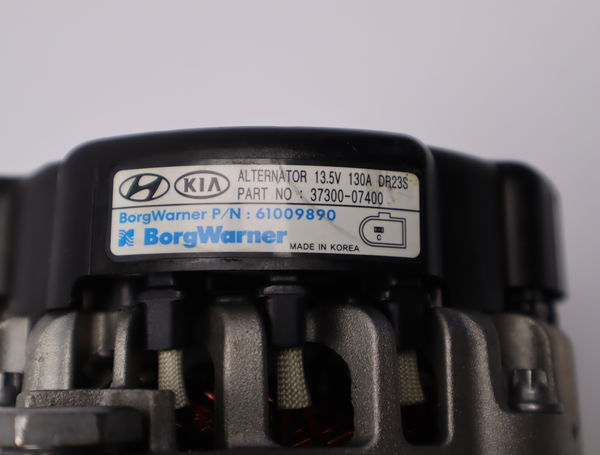 KIA ALTERNATOR 13.5V 130A DR23S
PART NO : 37300-07400
BorgWarner P/N : 61009890
BorgWarner
MADE IN KOREA
C